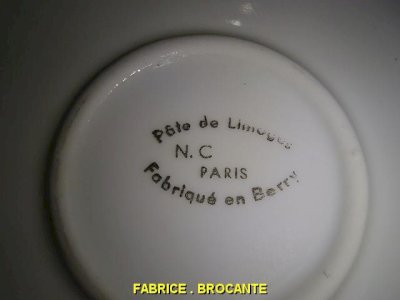 Pâte de Limoges
N. C
PARIS
Fabriqué en Berry
FABRICE . BROCANTE